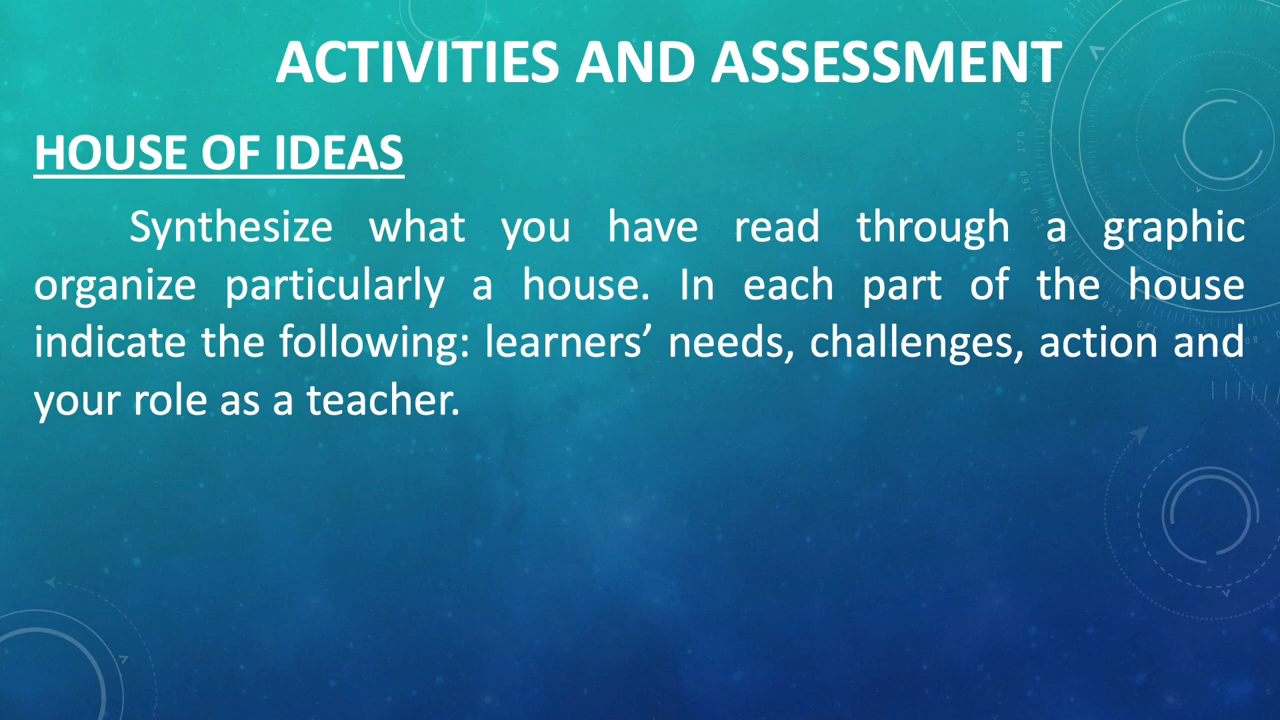 ACTIVITIES AND ASSESSMENT
HOUSE OF IDEAS
Synthesize what you have read through a graphic
organize particularly a house. In each part of the house
indicate the following: learners’ needs, challenges, action and
your role as a teacher.